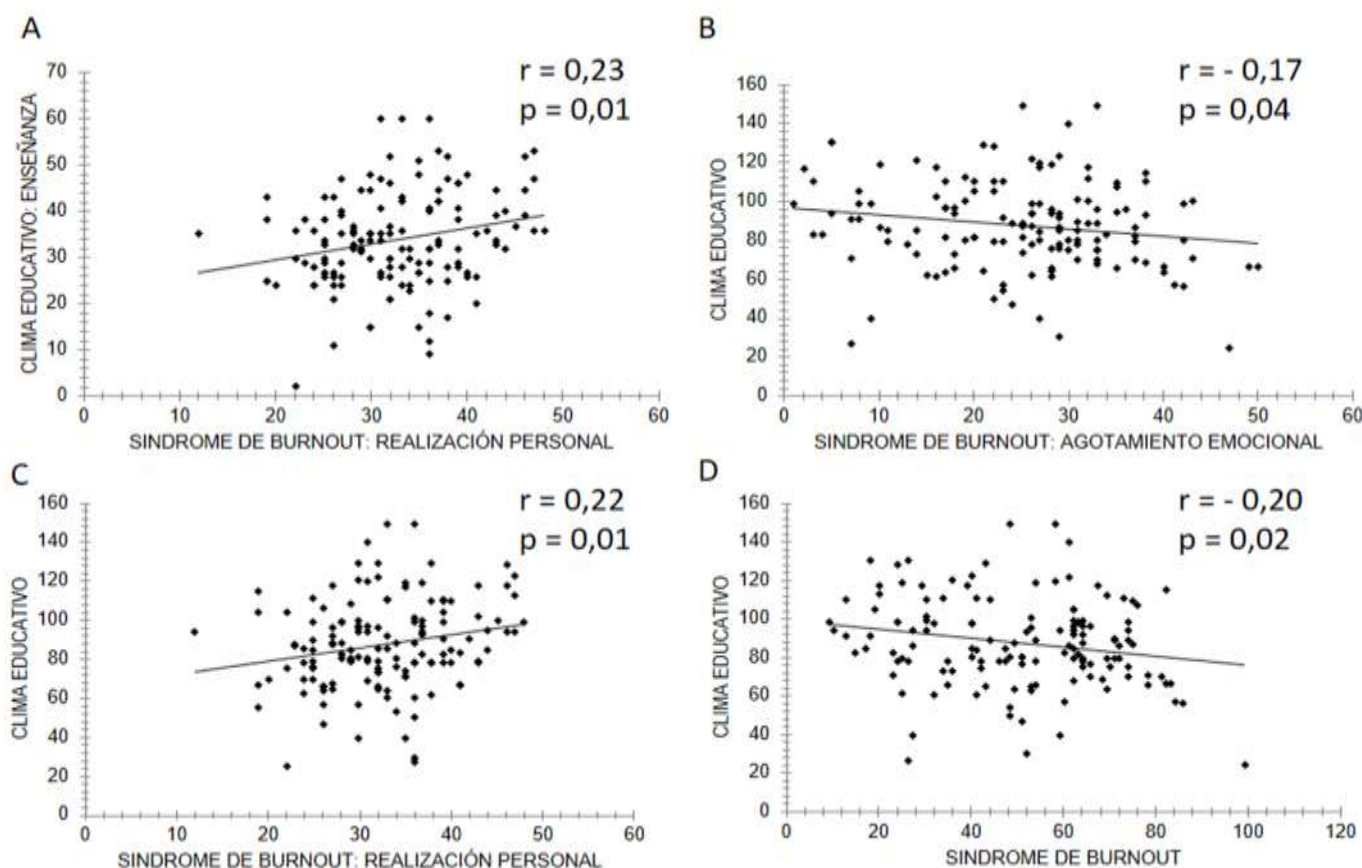 A
r = 0,23
p = 0,01
CLIMA EDUCATIVO: ENSEÑANZA
70
60
50
40
30
20
10
0
0 10 20 30 40 50 60
SINDROME DE BURNOUT: REALIZACIÓN PERSONAL
B
r = - 0,17
p = 0,04
CLIMA EDUCATIVO
160
140
120
100
80
60
40
20
0
0 10 20 30 40 50 60
SINDROME DE BURNOUT: AGOTAMIENTO EMOCIONAL
C
r = 0,22
p = 0,01
CLIMA EDUCATIVO
160
140
120
100
80
60
40
20
0
0 10 20 30 40 50 60
SINDROME DE BURNOUT: REALIZACIÓN PERSONAL
D
r = - 0,20
p = 0,02
CLIMA EDUCATIVO
160
140
120
100
80
60
40
20
0
0 20 40 60 80 100 120
SINDROME DE BURNOUT